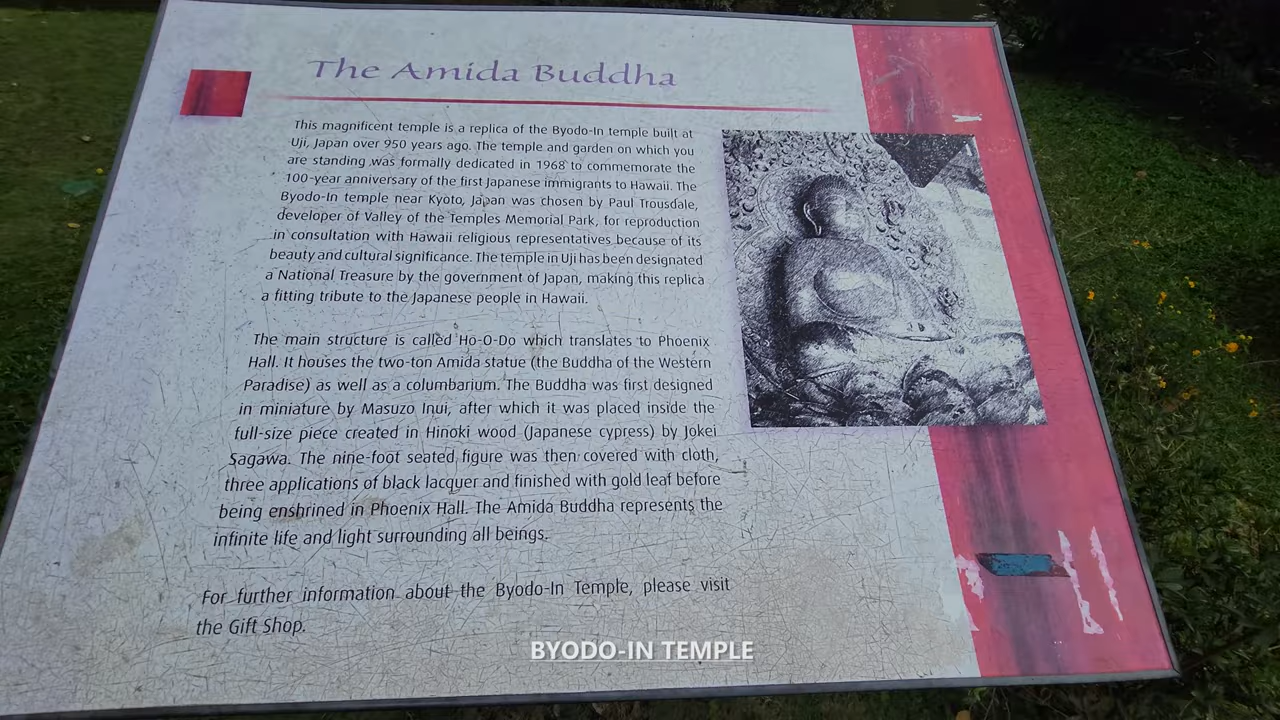 The Amida Buddha
This magnificent temple is a replica of the Byodo-In temple built at
Uji, Japan over 950 years ago. The temple and garden on which you
are standing was formally dedicated in 1968 to commemorate the
100-year anniversary of the first Japanese immigrants to Hawaii. The
Byodo-In temple near Kyoto, Japan was chosen by Paul Trousdale,
developer of Valley of the Temples Memorial Park, for reproduction
in consultation with Hawaii religious representatives because of its
beauty and cultural significance. The temple in Uji has been designated
a National Treasure by the government of Japan, making this replica
a fitting tribute to the Japanese people in Hawaii.
The main structure is called Ho-O-Do which translates to Phoenix
Hall. It houses the two-ton Amida statue (the Buddha of the Western
Paradise) as well as a columbarium. The Buddha was first designed
in miniature by Masuzo Inui, after which it was placed inside the
full-size piece created in Hinoki wood (Japanese cypress) by Jokei
Sagawa. The nine-foot seated figure was then covered with cloth,
three applications of black lacquer and finished with gold leaf before
being enshrined in Phoenix Hall. The Amida Buddha represents the
infinite life and light surrounding all beings.
For further information about the Byodo-In Temple, please visit
the Gift Shop.
BYODO-IN TEMPLE